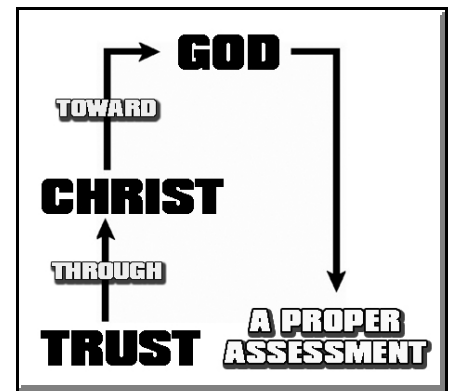 GOD
TOWARD
CHRIST
THROUGH
TRUST
A PROPER
ASSESSMENT